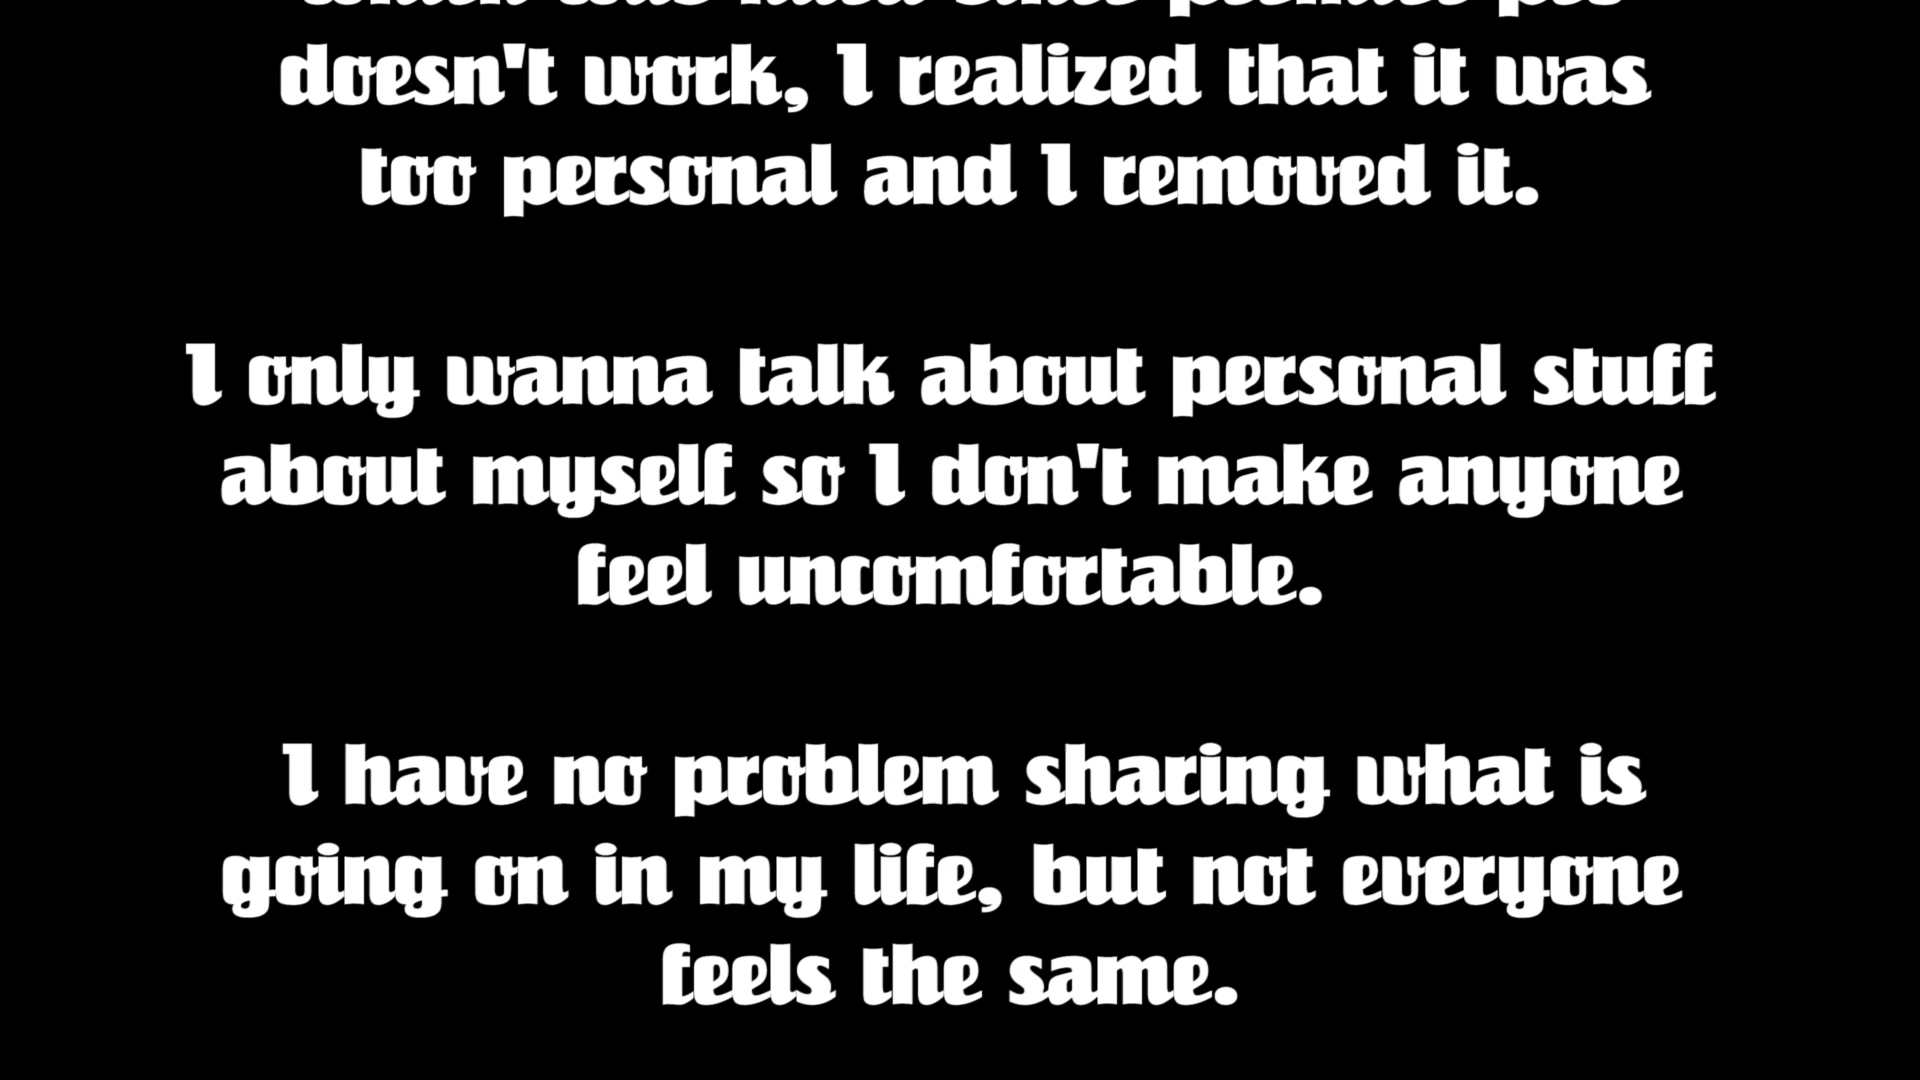 doesn't work, I realized that it was
too personal and I removed it.
I only wanna talk about personal stuff
about myself so I don't make anyone
feel uncomfortable.
I have no problem sharing what is
going on in my life, but not everyone
feels the same.